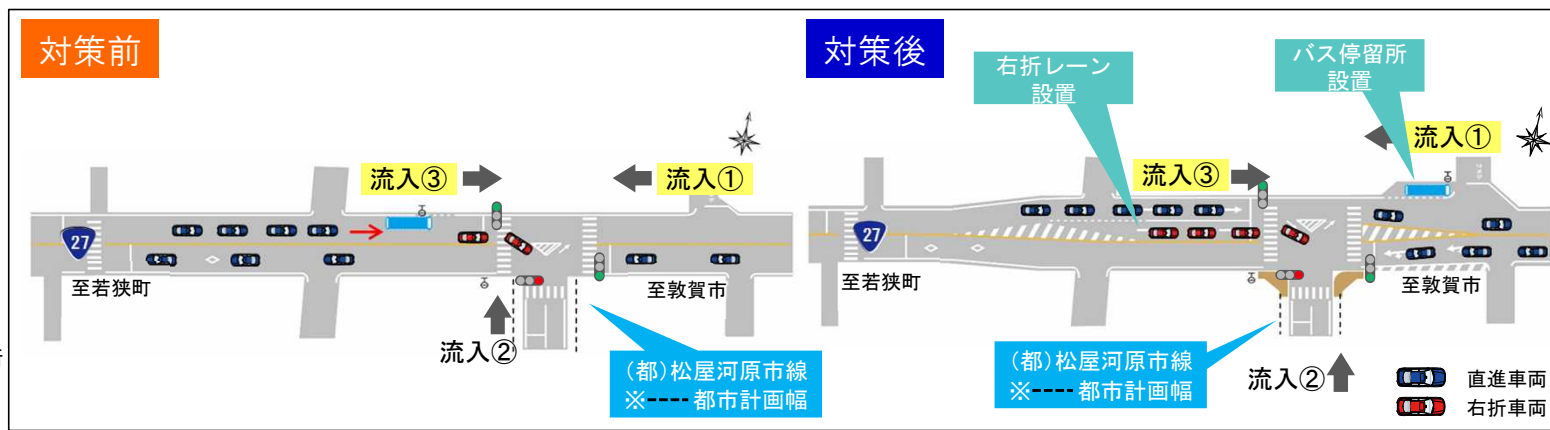 対策前
流入③
流入①
27
至若狭町
至敦賀市
流入②
(都)松屋河原市線
※----都市計画幅
対策後
右折レーン
設置
バス停留所
設置
流入①
流入③
27
至若狭町
至敦賀市
(都)松屋河原市線
※----都市計画幅
流入②
直進車両
右折車両